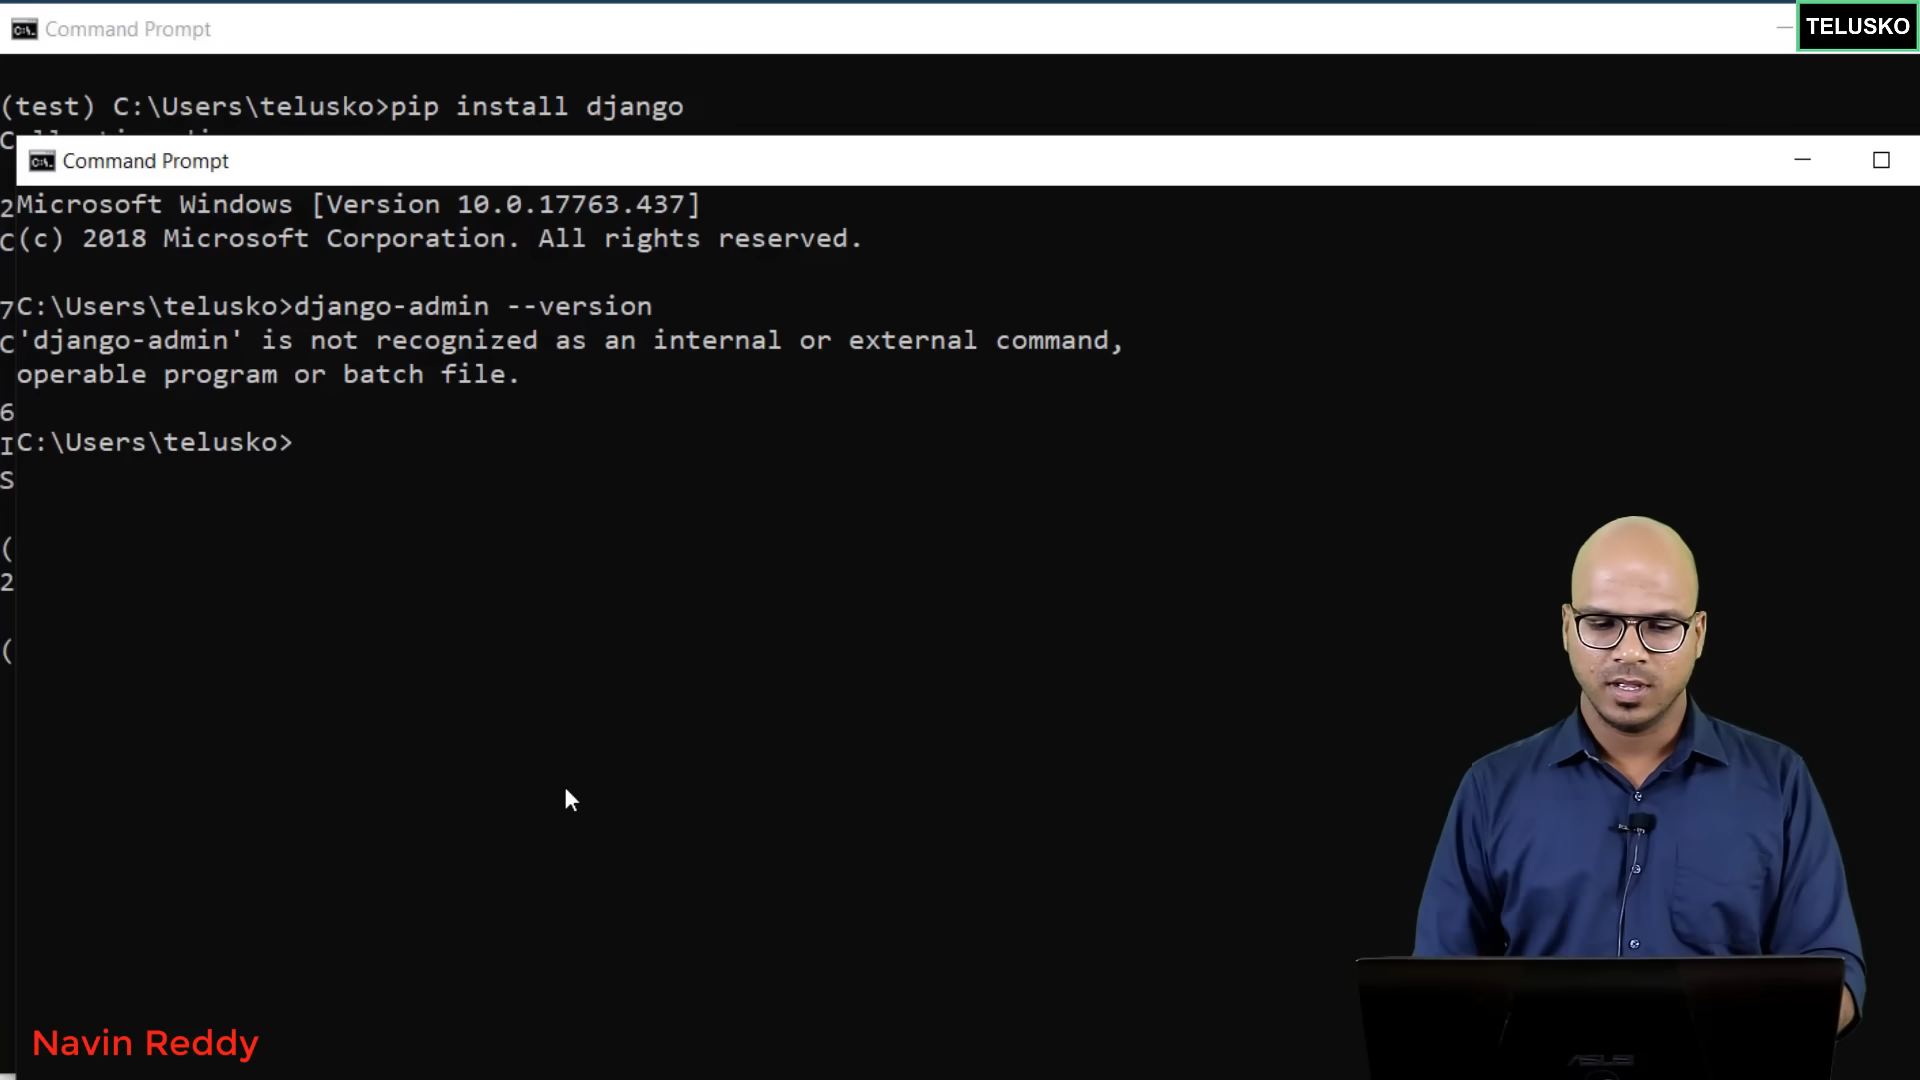 Command Prompt
TELUSKO
(test) C:\Users\telusko>pip install django
Command Prompt
Microsoft Windows [Version 10.0.17763.437]
(c) 2018 Microsoft Corporation. All rights reserved.
C:\Users\telusko>django-admin --version
'django-admin' is not recognized as an internal or external command,
operable program or batch file.
C:\Users\telusko>
Navin Reddy
ASUS